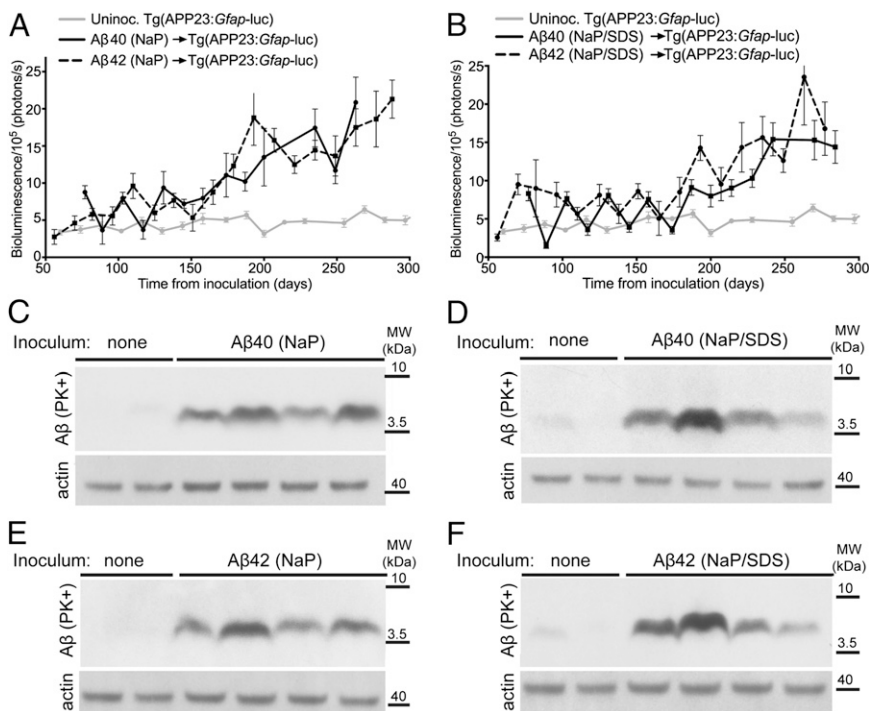 A
Uninoc. Tg(APP23:Gfap-luc)
Aβ40 (NaP) → Tg(APP23:Gfap-luc)
Aβ42 (NaP) → Tg(APP23:Gfap-luc)
Bioluminescence/10⁵ (photons/s)
25
20
15
10
5
0
50 100 150 200 250 300
Time from inoculation (days)
B
Uninoc. Tg(APP23:Gfap-luc)
Aβ40 (NaP/SDS) → Tg(APP23:Gfap-luc)
Aβ42 (NaP/SDS) → Tg(APP23:Gfap-luc)
Bioluminescence/10⁵ (photons/s)
25
20
15
10
5
0
50 100 150 200 250 300
Time from inoculation (days)
C
Inoculum: none Aβ40 (NaP) MW
(kDa)
10
Aβ (PK+)
3.5
actin
40
D
Inoculum: none Aβ40 (NaP/SDS) MW
(kDa)
10
Aβ (PK+)
3.5
actin
40
E
Inoculum: none Aβ42 (NaP) MW
(kDa)
10
Aβ (PK+)
3.5
actin
40
F
Inoculum: none Aβ42 (NaP/SDS) MW
(kDa)
10
Aβ (PK+)
3.5
actin
40